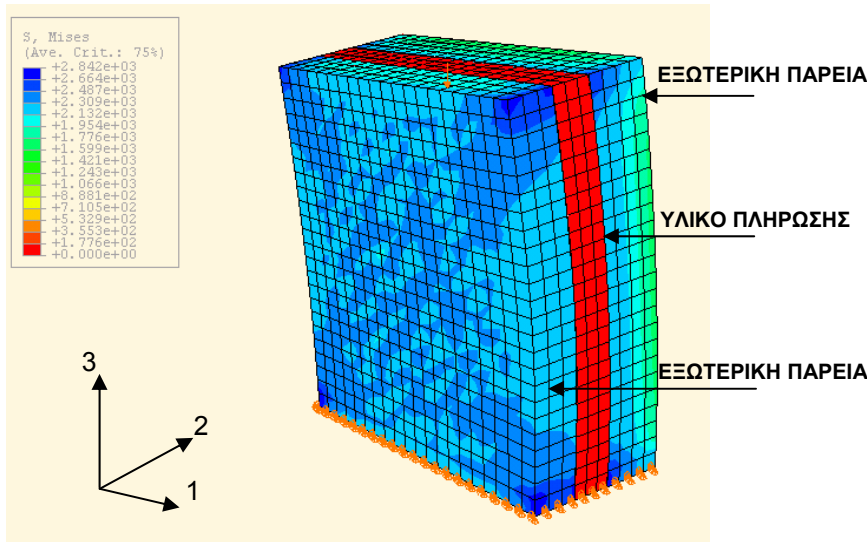 S, Mises
(Ave. Crit.: 75%)
+2.842e+03
+2.664e+03
+2.487e+03
+2.309e+03
+2.132e+03
+1.954e+03
+1.776e+03
+1.599e+03
+1.421e+03
+1.243e+03
+1.066e+03
+8.881e+02
+7.105e+02
+5.329e+02
+3.553e+02
+1.776e+02
+0.000e+00
ΕΞΩΤΕΡΙΚΗ ΠΑΡΕΙΑ
ΥΛΙΚΟ ΠΛΗΡΩΣΗΣ
ΕΞΩΤΕΡΙΚΗ ΠΑΡΕΙΑ
3
2
1